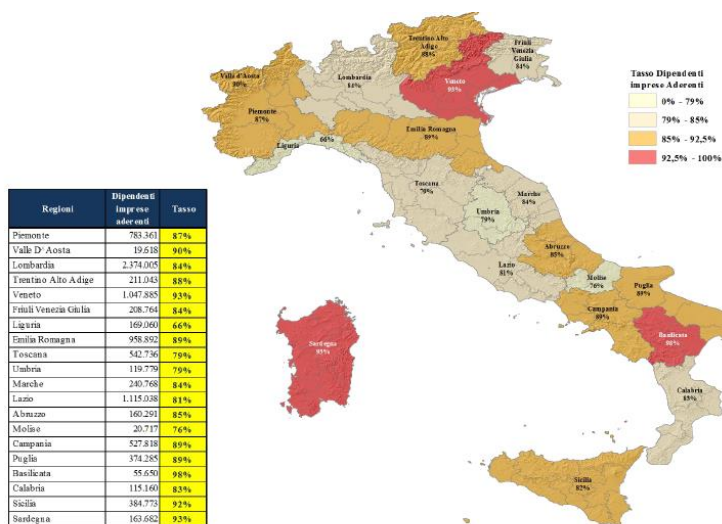 Trentino Alto
Adige
88%
Friuli
Venezia
Giulia
84%
Valle d'Aosta
90%
Lombardia
Veneto
93%
Piemonte
87%
Emilia Romagna
89%
Liguria
66%
Toscana
79%
Marche
84%
Umbria
79%
Lazio
81%
Abruzzo
85%
Molise
76%
Puglia
89%
Campania
89%
Basilicata
Calabria
83%
Sicilia
Sardegna
93%
Tasso Dipendenti
imprese Aderenti
0% - 79%
79% - 85%
85% - 92,5%
92,5% - 100%
Regioni Dipendenti imprese aderenti Tasso
Piemonte 783.361 87%
Valle D'Aosta 19.618 90%
Lombardia 2.374.005 84%
Trentino Alto Adige 211.043 88%
Veneto 1.047.885 93%
Friuli Venezia Giulia 208.764 84%
Liguria 169.060 66%
Emilia Romagna 958.892 89%
Toscana 542.736 79%
Umbria 119.779 79%
Marche 240.768 84%
Lazio 1.115.038 81%
Abruzzo 160.291 85%
Molise 20.717 76%
Campania 527.818 89%
Puglia 374.285 89%
Basilicata 55.650 98%
Calabria 115.160 83%
Sicilia 384.773 92%
Sardegna 163.682 93%